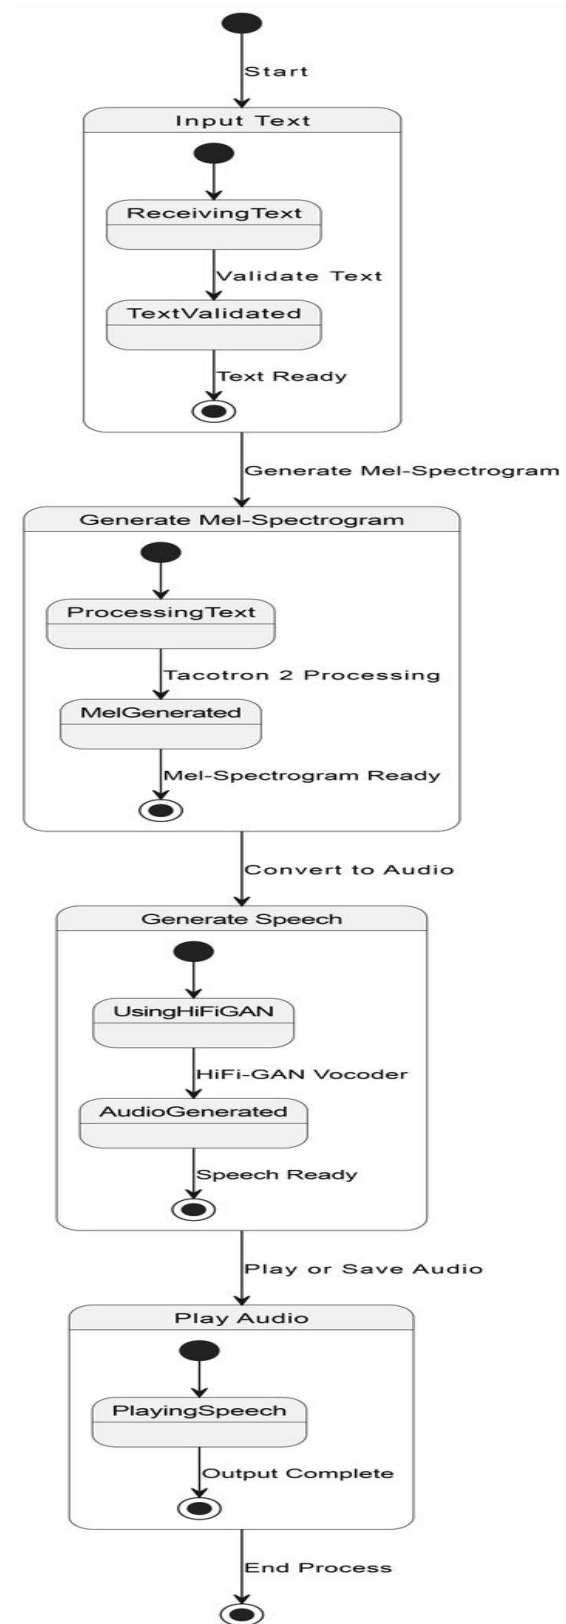 Start
Input Text
ReceivingText
Validate Text
TextValidated
Text Ready
Generate Mel-Spectrogram
Generate Mel-Spectrogram
ProcessingText
Tacotron 2 Processing
MelGenerated
Mel-Spectrogram Ready
Convert to Audio
Generate Speech
UsingHiFiGAN
HiFi-GAN Vocoder
AudioGenerated
Speech Ready
Play or Save Audio
Play Audio
PlayingSpeech
Output Complete
End Process